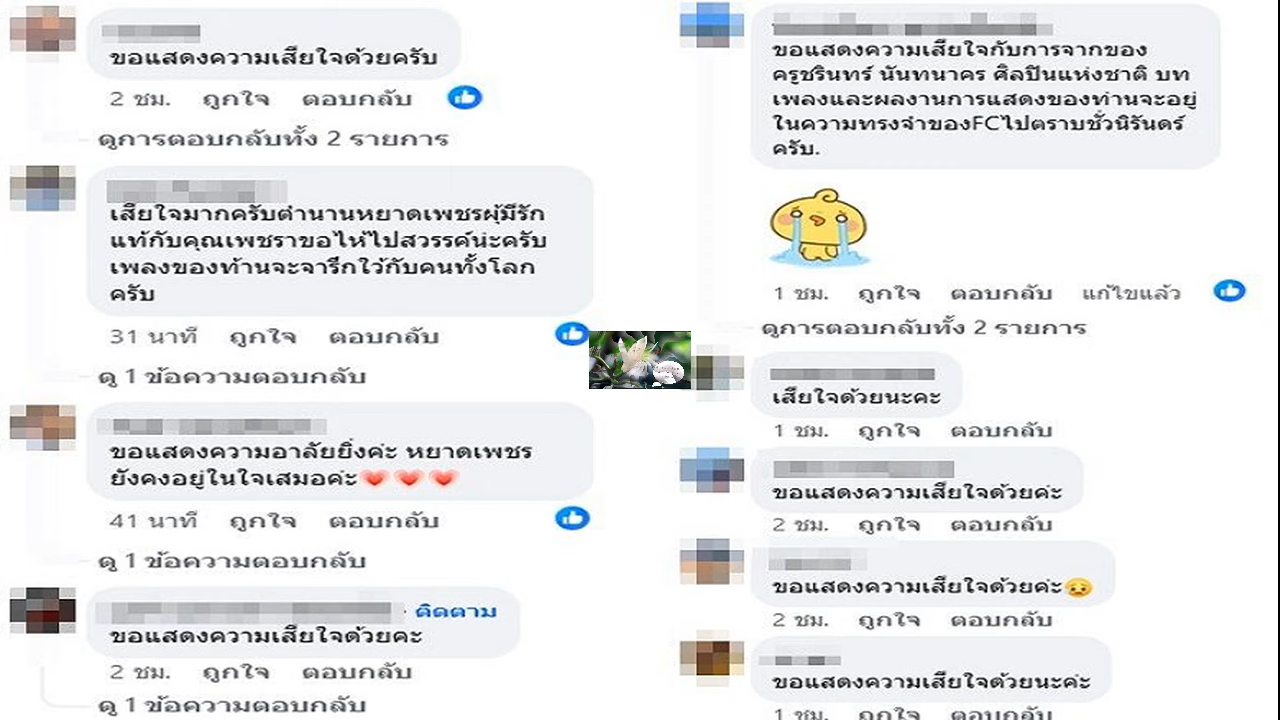 ขอแสดงความเสียใจด้วยครับ
2 ชม. ถูกใจ ตอบกลับ
ดูการตอบกลับทั้ง 2 รายการ
เสียใจมากครับตำนานหยาดเพชรผุ้มีรัก
แท้กับคุณเพชราขอไห้ไปสวรรค์น่ะครับ
เพลงของท้านจะจารึกใว้กับคนทั้งโลก
ครับ
31 นาที ถูกใจ ตอบกลับ
ดู 1 ข้อความตอบกลับ
ขอแสดงความอาลัยยิ่งค่ะ หยาดเพชร
ยังคงอยู่ในใจเสมอค่ะ
41 นาที ถูกใจ ตอบกลับ
ดู 1 ข้อความตอบกลับ
· ติดตาม
ขอแสดงความเสียใจด้วยคะ
2 ชม. ถูกใจ ตอบกลับ
ดู 1 ข้อความตอบกลับ
ขอแสดงความเสียใจกับการจากของ
ครูชรินทร์ นันทนาคร ศิลปินแห่งชาติ บท
เพลงและผลงานการแสดงของท่านจะอยู่
ในความทรงจำของFCไปตราบชั่วนิรันดร์
ครับ.
1 ชม. ถูกใจ ตอบกลับ แก้ไขแล้ว
ดูการตอบกลับทั้ง 2 รายการ
เสียใจด้วยนะคะ
1 ชม. ถูกใจ ตอบกลับ
ขอแสดงความเสียใจด้วยค่ะ
2 ชม. ถูกใจ ตอบกลับ
ขอแสดงความเสียใจด้วยค่ะ
2 ชม. ถูกใจ ตอบกลับ
ขอแสดงความเสียใจด้วยนะค่ะ
1 ชม. ถูกใจ ตอบกลับ